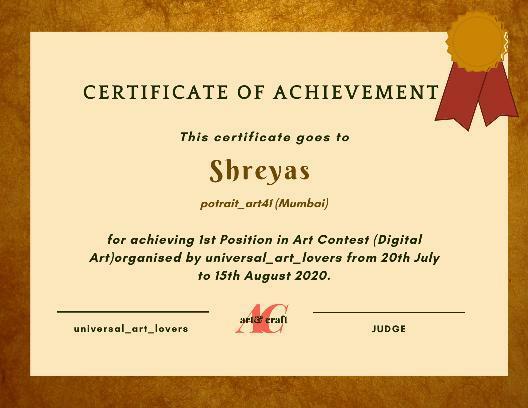 CERTIFICATE OF ACHIEVEMENT
This certificate goes to
Shreyas
potrait_art41 (Mumbai)
for achieving 1st Position in Art Contest (Digital
Art)organised by universal_art_lovers from 20th July
to 15th August 2020.
AC
art& craft
universal_art_lovers
JUDGE